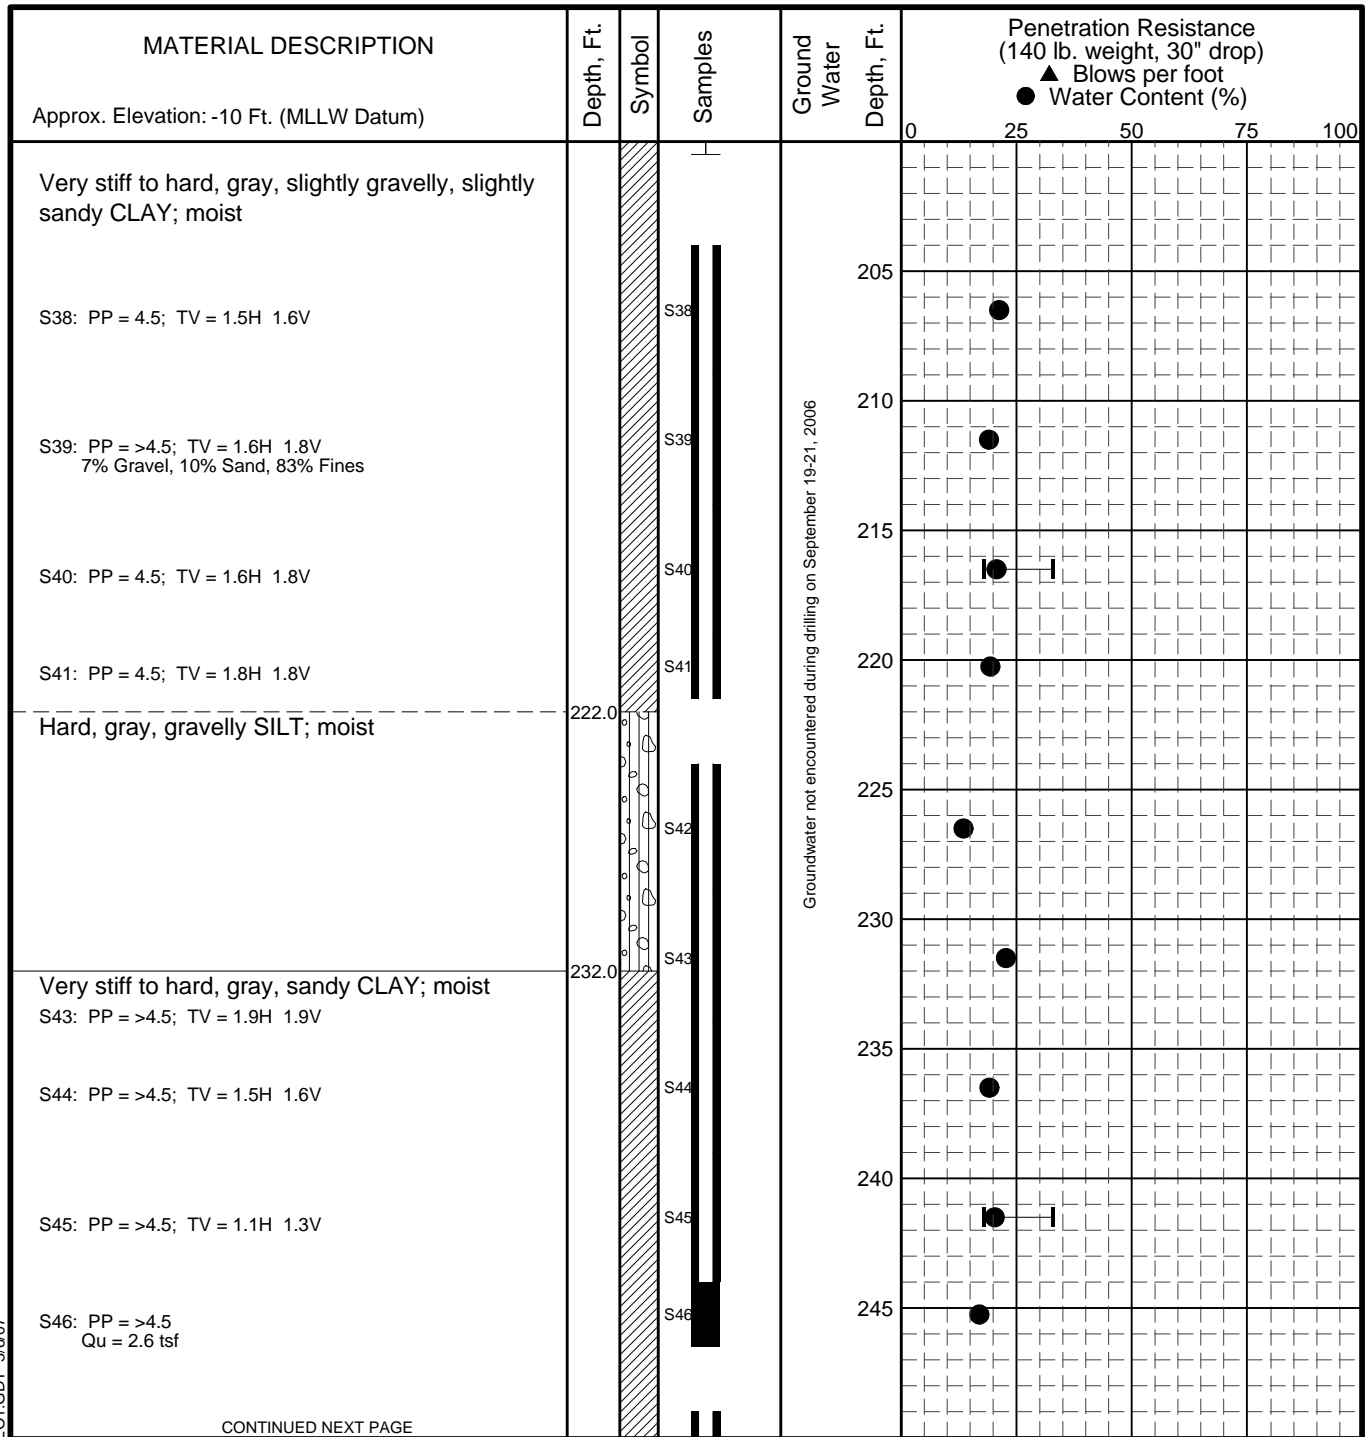 MATERIAL DESCRIPTION
Approx. Elevation: -10 Ft. (MLLW Datum)
Depth, Ft.
Symbol
Samples
Ground
Water
Depth, Ft.
Penetration Resistance
(140 lb. weight, 30" drop)
▲ Blows per foot
● Water Content (%)
0 25 50 75 100
Very stiff to hard, gray, slightly gravelly, slightly
sandy CLAY; moist
205
S38: PP = 4.5; TV = 1.5H 1.6V
S38
210
S39: PP = >4.5; TV = 1.6H 1.8V
7% Gravel, 10% Sand, 83% Fines
S39
Groundwater not encountered during drilling on September 19-21, 2006
215
S40: PP = 4.5; TV = 1.6H 1.8V
S40
220
S41: PP = 4.5; TV = 1.8H 1.8V
S41
222.0
Hard, gray, gravelly SILT; moist
225
S42
230
S43
232.0
Very stiff to hard, gray, sandy CLAY; moist
S43: PP = >4.5; TV = 1.9H 1.9V
235
S44: PP = >4.5; TV = 1.5H 1.6V
S44
240
S45: PP = >4.5; TV = 1.1H 1.3V
S45
245
S46: PP = >4.5
Qu = 2.6 tsf
S46
CONTINUED NEXT PAGE